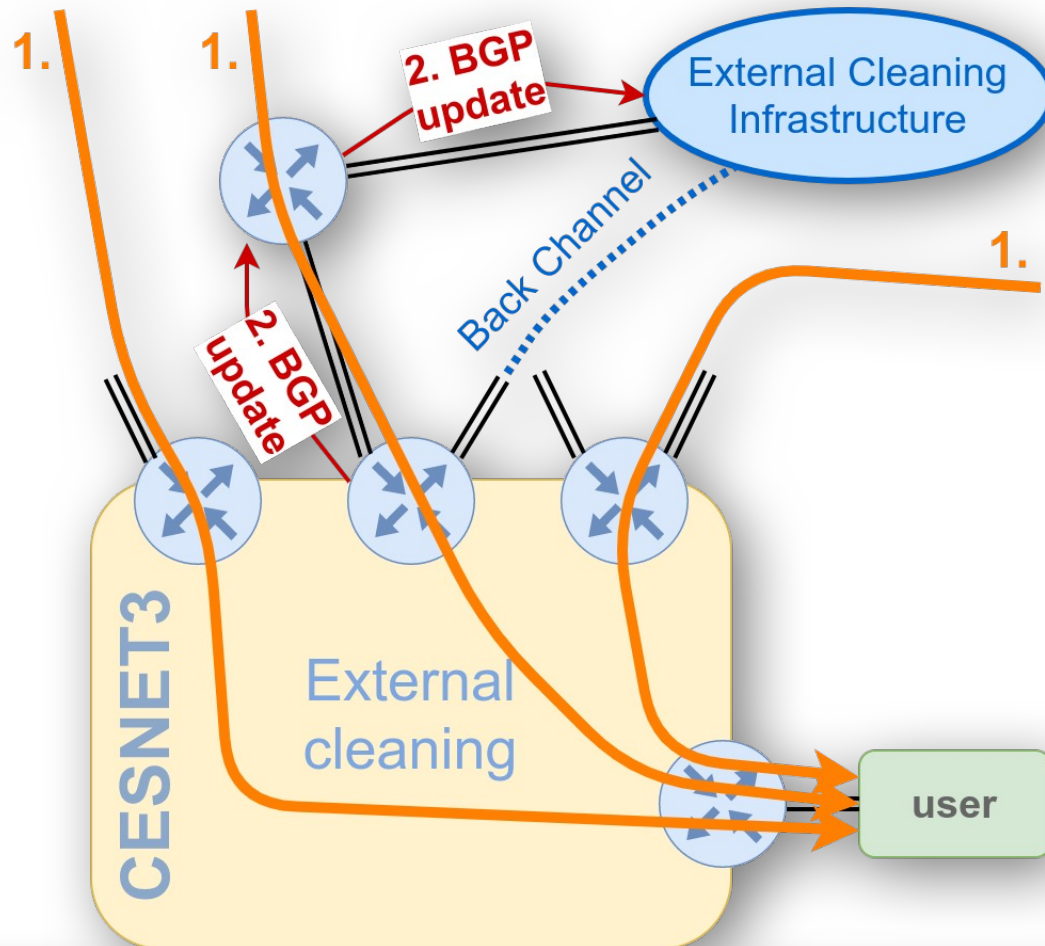 1.
1.
2. BGP
update
External Cleaning
Infrastructure
Back Channel
1.
2. BGP
update
CESNET3
External
cleaning
user